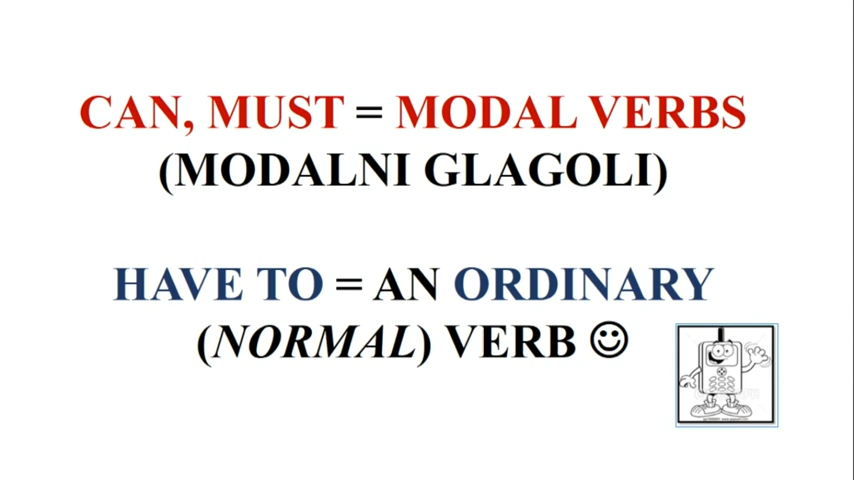 CAN, MUST = MODAL VERBS
(MODALNI GLAGOLI)
HAVE TO = AN ORDINARY
(NORMAL) VERB ☺